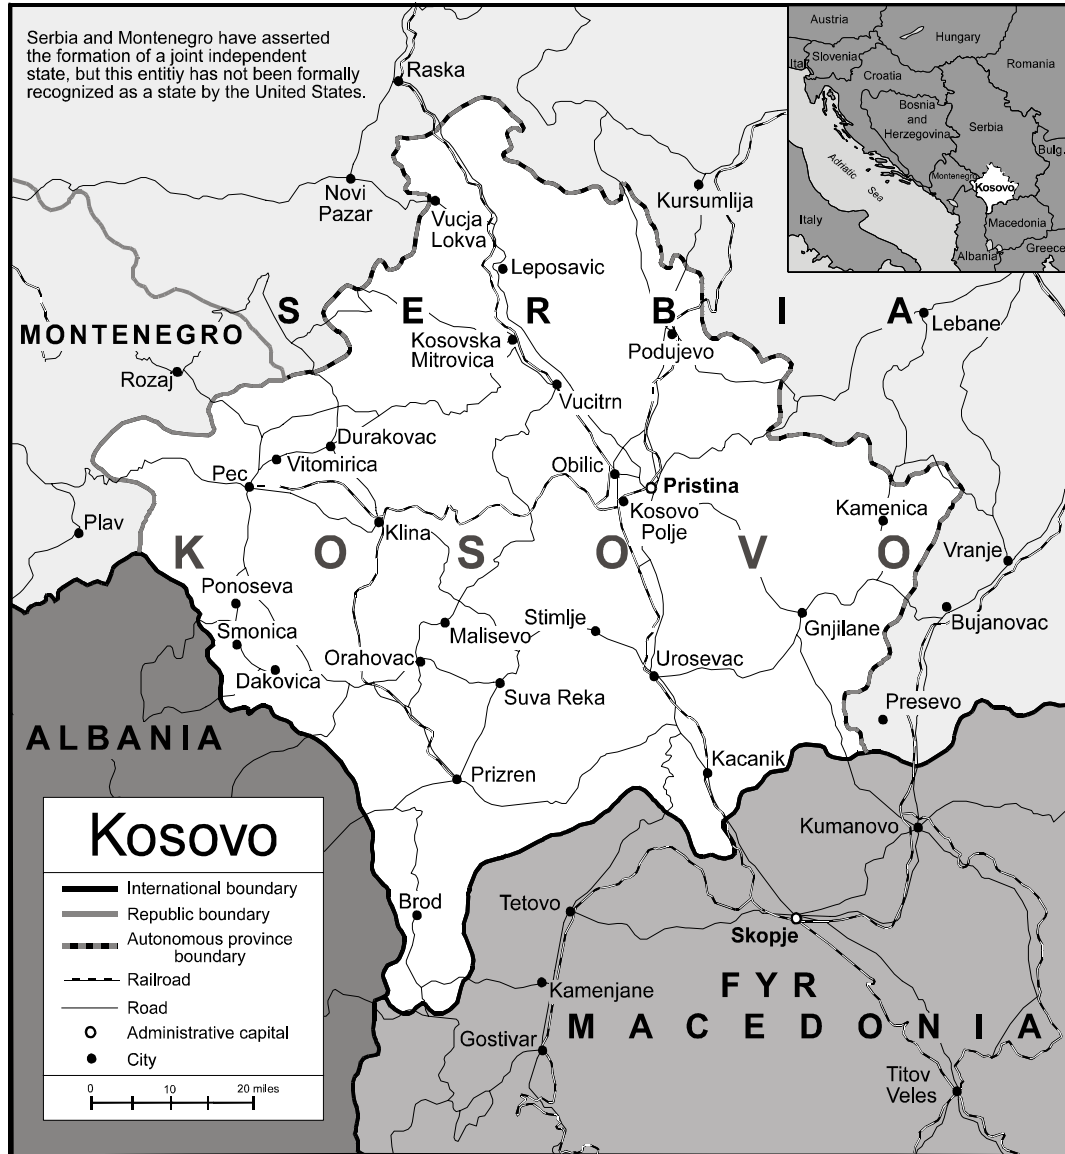 Serbia and Montenegro have asserted
the formation of a joint independent
state, but this entitiy has not been formally
recognized as a state by the United States.
Raska
Novi
Pazar
Vucja
Lokva
Kursumlija
Leposavic
SERBIA
MONTENEGRO
Rozaj
Kosovska
Mitrovica
Podujevo
Lebane
Vucitrn
Durakovac
Vitomirica
Pec
Obilic
Pristina
Kosovo
Polje
Kamenica
Plav
Klina
KOSOVO
Vranje
Ponoseva
Smonica
Dakovica
Malisevo
Stimlje
Gnjilane
Bujanovac
Orahovac
Suva Reka
Urosevac
Presevo
ALBANIA
Prizren
Kacanik
Kumanovo
Brod
Tetovo
Skopje
Kamenjane
FYR
MACEDONIA
Gostivar
Titov
Veles
Austria
Hungary
Slovenia
Ital
Croatia
Romania
Bosnia
and
Herzegovina
Serbia
Bulg.
Adriatic
Sea
Montenegro
Kosovo
Italy
Macedonia
Albania
Greece
Kosovo
International boundary
Republic boundary
Autonomous province
boundary
Railroad
Road
Administrative capital
City
0 10 20 miles